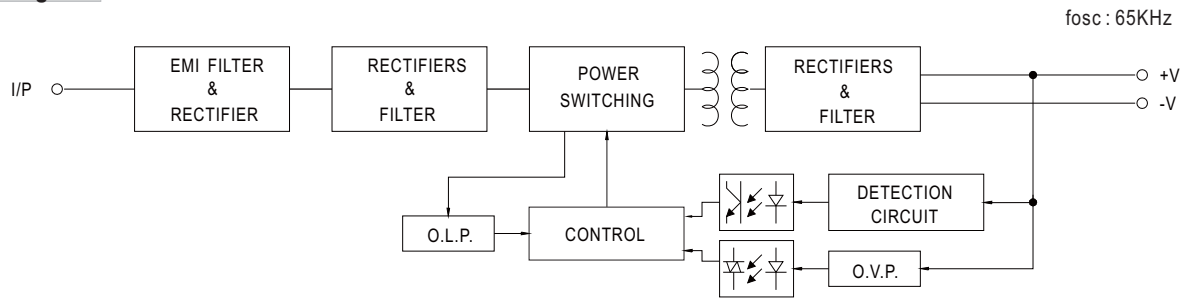 fosc : 65KHz
I/P
EMI FILTER
&
RECTIFIER
RECTIFIERS
&
FILTER
POWER
SWITCHING
RECTIFIERS
&
FILTER
+V
-V
DETECTION
CIRCUIT
O.L.P.
CONTROL
O.V.P.